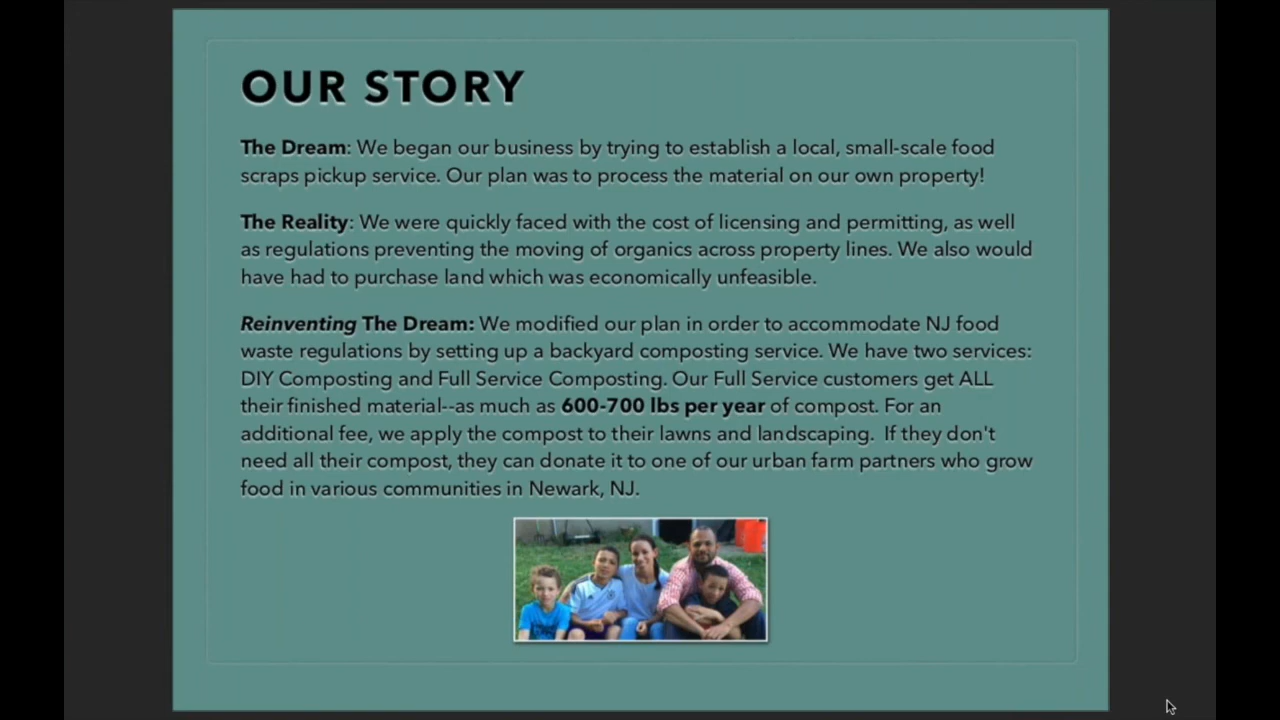 OUR STORY
The Dream: We began our business by trying to establish a local, small-scale food
scraps pickup service. Our plan was to process the material on our own property!
The Reality: We were quickly faced with the cost of licensing and permitting, as well
as regulations preventing the moving of organics across property lines. We also would
have had to purchase land which was economically unfeasible.
Reinventing The Dream: We modified our plan in order to accommodate NJ food
waste regulations by setting up a backyard composting service. We have two services:
DIY Composting and Full Service Composting. Our Full Service customers get ALL
their finished material--as much as 600-700 lbs per year of compost. For an
additional fee, we apply the compost to their lawns and landscaping.  If they don't
need all their compost, they can donate it to one of our urban farm partners who grow
food in various communities in Newark, NJ.